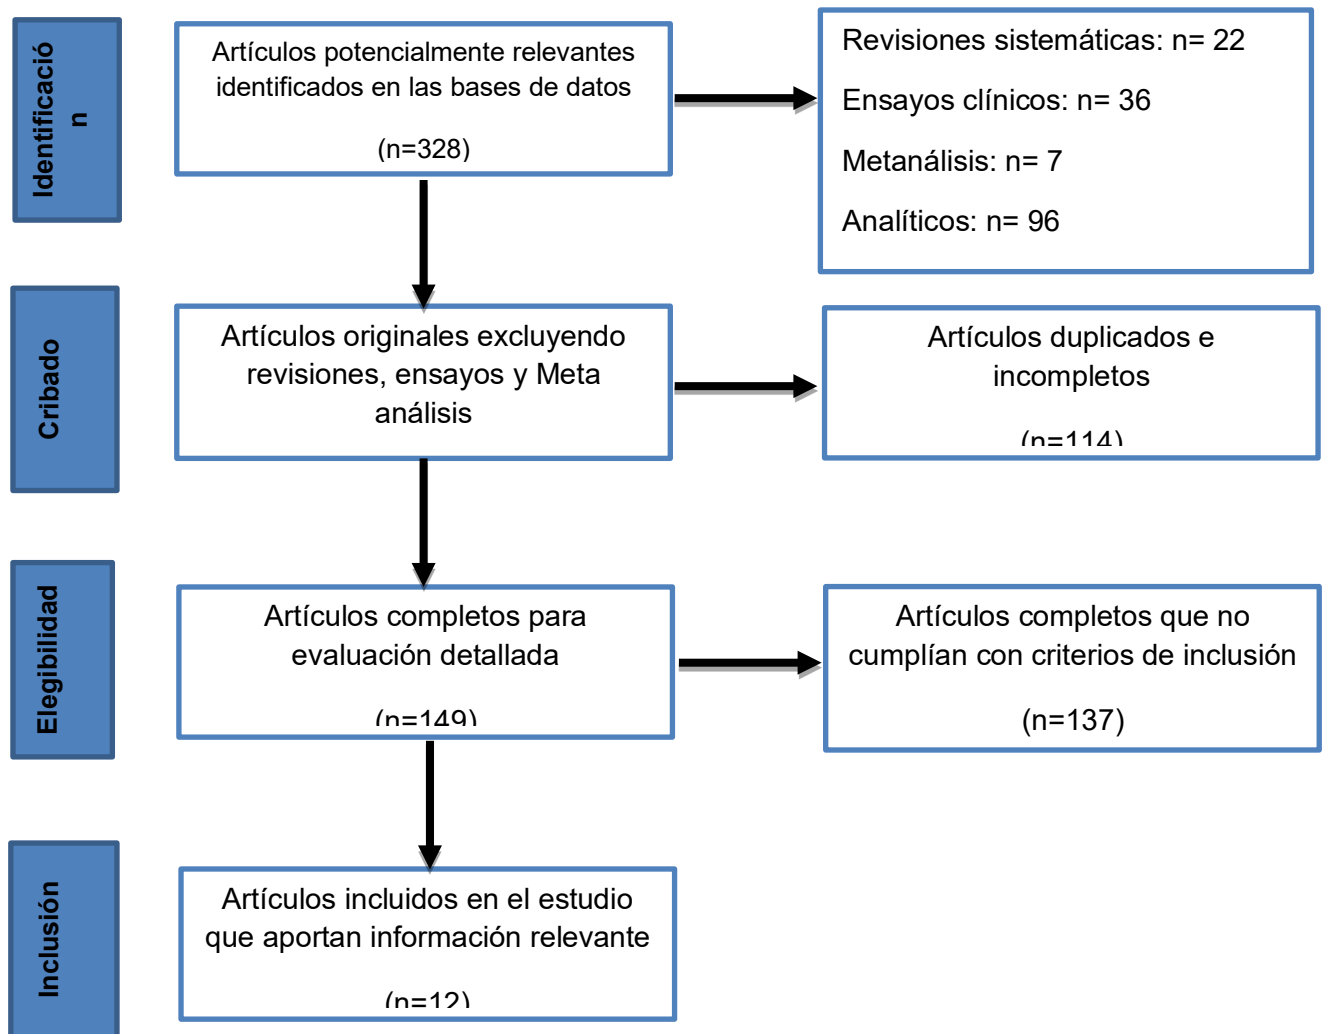 Identificació
n
Artículos potencialmente relevantes
identificados en las bases de datos
(n=328)
Revisiones sistemáticas: n= 22
Ensayos clínicos: n= 36
Metanálisis: n= 7
Analíticos: n= 96
Cribado
Artículos originales excluyendo
revisiones, ensayos y Meta
análisis
Artículos duplicados e
incompletos
(n=114)
Elegibilidad
Artículos completos para
evaluación detallada
(n=149)
Artículos completos que no
cumplían con criterios de inclusión
(n=137)
Inclusión
Artículos incluidos en el estudio
que aportan información relevante
(n=12)